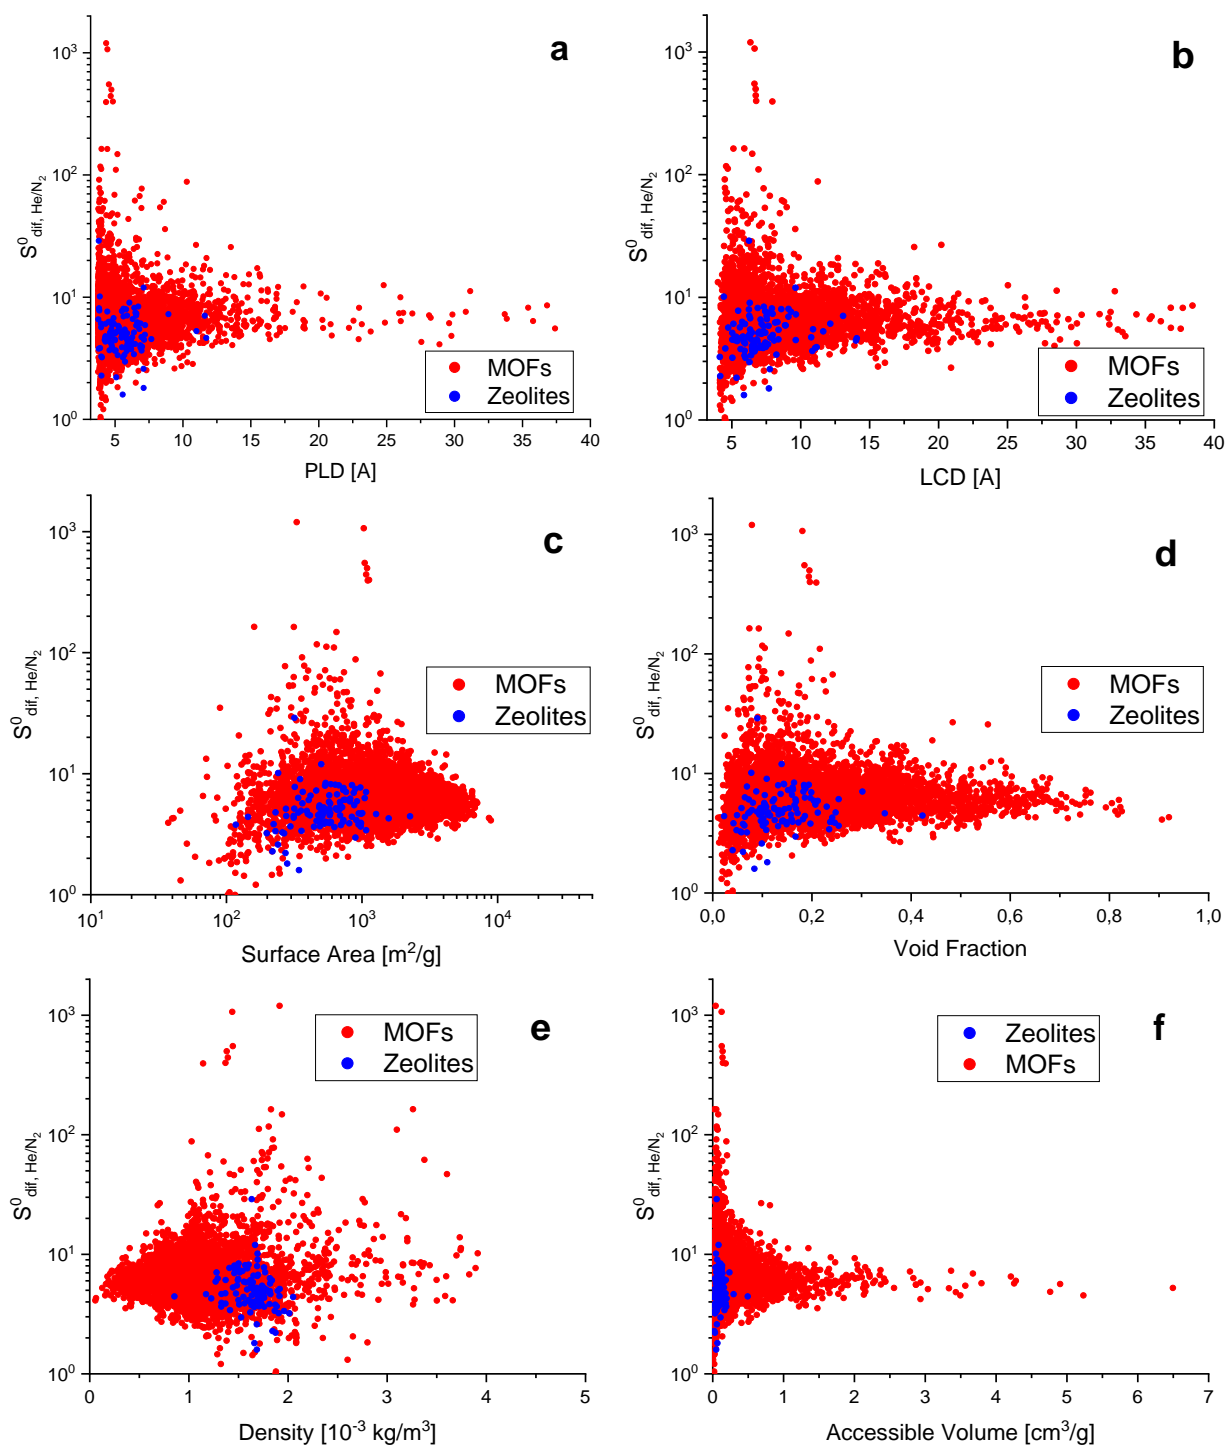 a
10³
10²
10¹
10⁰
S⁰dif, He/N₂
MOFs
Zeolites
5 10 15 20 25 30 35 40
PLD [A]
b
10³
10²
10¹
10⁰
S⁰dif, He/N₂
MOFs
Zeolites
5 10 15 20 25 30 35 40
LCD [A]
c
10³
10²
10¹
10⁰
S⁰dif, He/N₂
MOFs
Zeolites
10¹ 10² 10³ 10⁴
Surface Area [m²/g]
d
10³
10²
10¹
10⁰
S⁰dif, He/N₂
MOFs
Zeolites
0,0 0,2 0,4 0,6 0,8 1,0
Void Fraction
e
10³
10²
10¹
10⁰
S⁰dif, He/N₂
MOFs
Zeolites
0 1 2 3 4 5
Density [10⁻³ kg/m³]
f
10³
10²
10¹
10⁰
S⁰dif, He/N₂
Zeolites
MOFs
0 1 2 3 4 5 6 7
Accessible Volume [cm³/g]